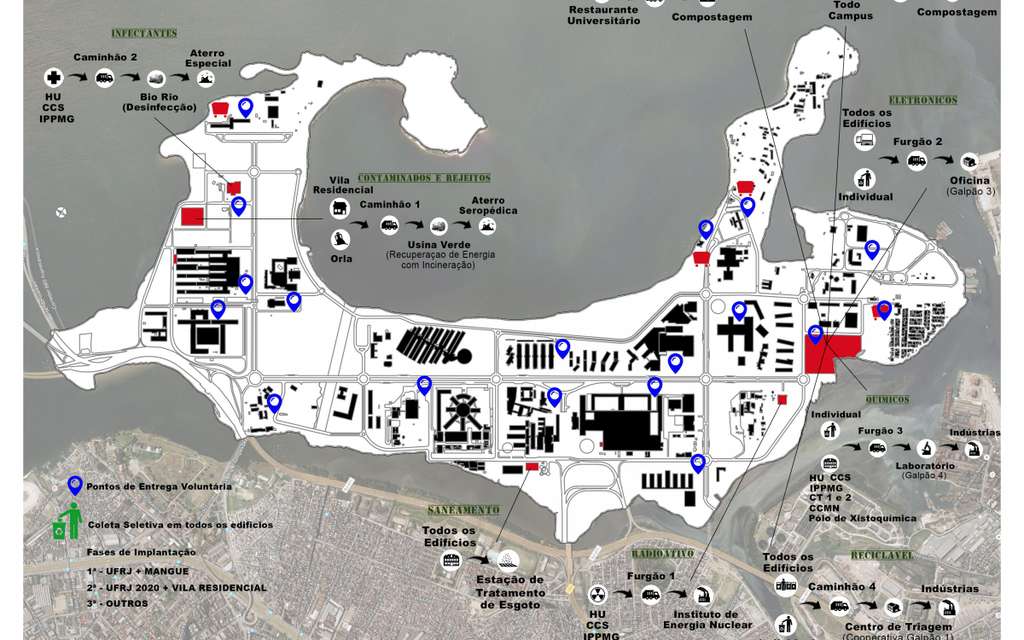 Restaurante
Universitário
Compostagem
Todo
Campus
Compostagem
INFECTANTES
Caminhão 2
Aterro
Especial
HU
CCS
IPPMG
Bio Rio
(Desinfecção)
ELETRONICOS
Todos os
Edifícios
Furgão 2
Individual
Oficina
(Galpão 3)
CONTAMINADOS E REJEITOS
Vila
Residencial
Caminhão 1
Aterro
Seropédica
Orla
Usina Verde
(Recuperaçao de Energia
com Incineração)
QUIMICOS
Individual
Furgão 3
Indústrias
Laboratório
(Galpão 4)
HU CCS
IPPMG
CT 1 e 2
CCMN
Pólo de Xistoquímica
Pontos de Entrega Voluntária
Coleta Seletiva em todos os edificios
Fases de Implantação
1ª - UFRJ + MANGUE
2ª - UFRJ 2020 + VILA RESIDENCIAL
3ª - OUTROS
SANEAMENTO
Todos os
Edifícios
Estação de
Tratamento
de Esgoto
RADIOATIVO
Furgão 1
HU
CCS
IPPMG
Instituto de
Energia Nuclear
RECICLAVEL
Todos os
Edifícios
Caminhão 4
Indústrias
Centro de Triagem
(Cooperativa Galpão 1)